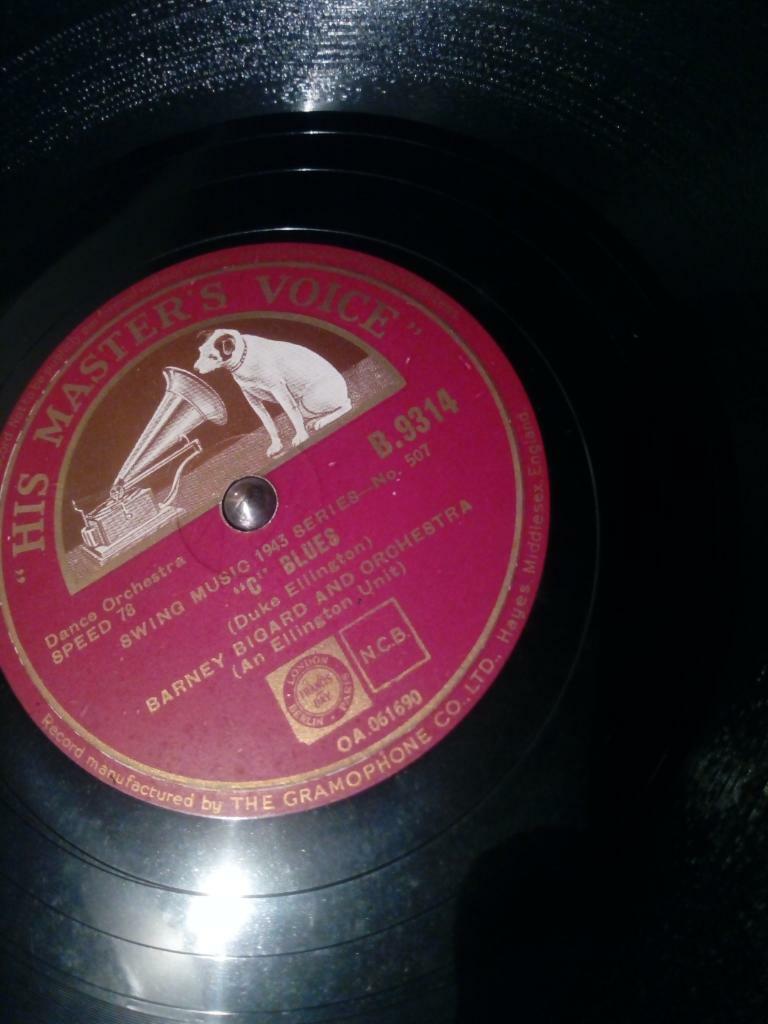 "HIS MASTER'S VOICE"
B.9314
Dance Orchestra
SPEED 78
SWING MUSIC 1943 SERIES—No. 507
"C" BLUES
(Duke Ellington)
BARNEY BIGARD AND ORCHESTRA
(An Ellington Unit)
LONDON
FRANCIS
DAY
BERLIN
PARIS
N.C.B.
OA.061690
Record manufactured by THE GRAMOPHONE CO., LTD., Hayes, Middlesex, England